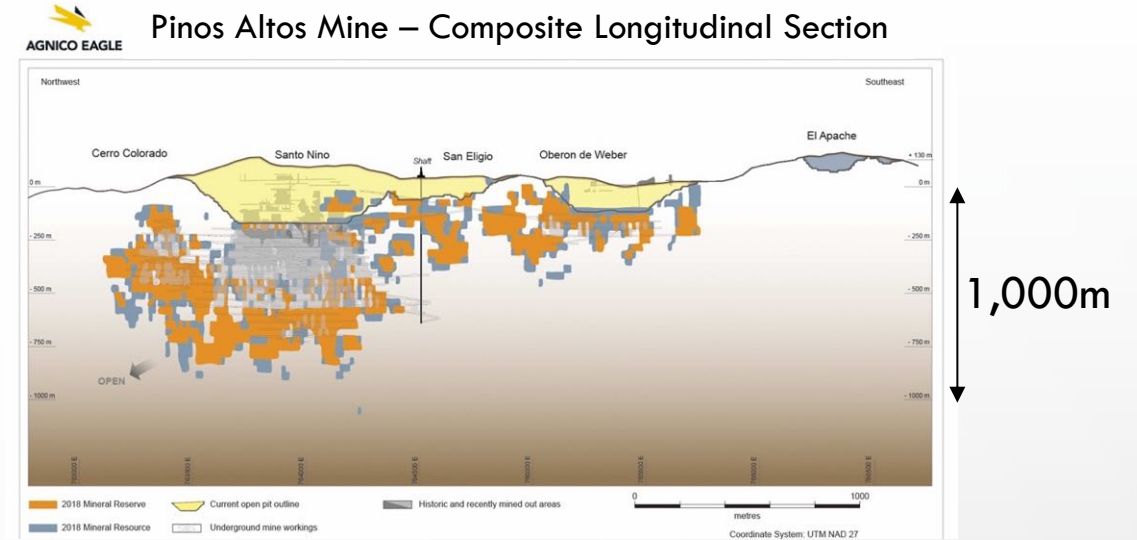 AGNICO EAGLE
Pinos Altos Mine – Composite Longitudinal Section
Northwest
Southeast
Cerro Colorado
Santo Nino
Shaft
San Eligio
Oberon de Weber
El Apache
+ 130 m
0 m
0 m
- 250 m
- 250 m
- 500 m
- 500 m
1,000m
- 750 m
- 750 m
OPEN
- 1000 m
- 1000 m
2018 Mineral Reserve
Current open pit outline
Historic and recently mined out areas
0
1000
metres
2018 Mineral Resource
Underground mine workings
Coordinate System: UTM NAD 27